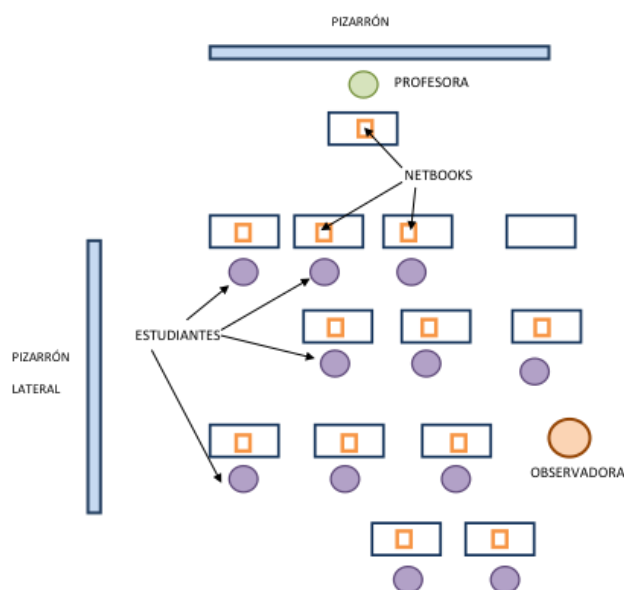 PIZARRÓN
PROFESORA
NETBOOKS
ESTUDIANTES
PIZARRÓN
LATERAL
OBSERVADORA